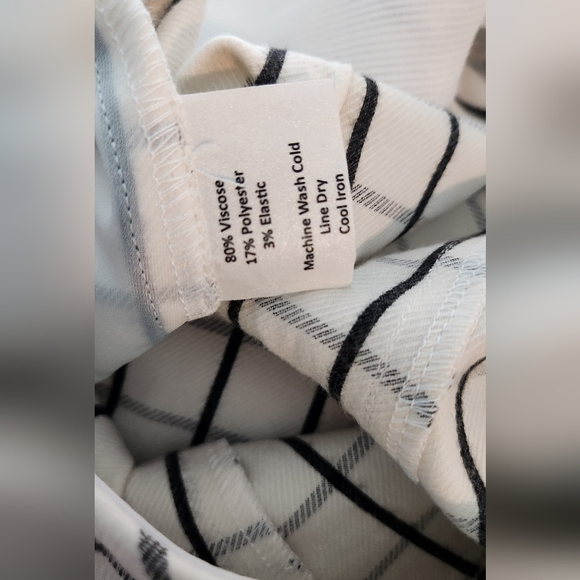 80% Viscose
17% Polyester
3% Elastic
Machine Wash Cold
Line Dry
Cool Iron